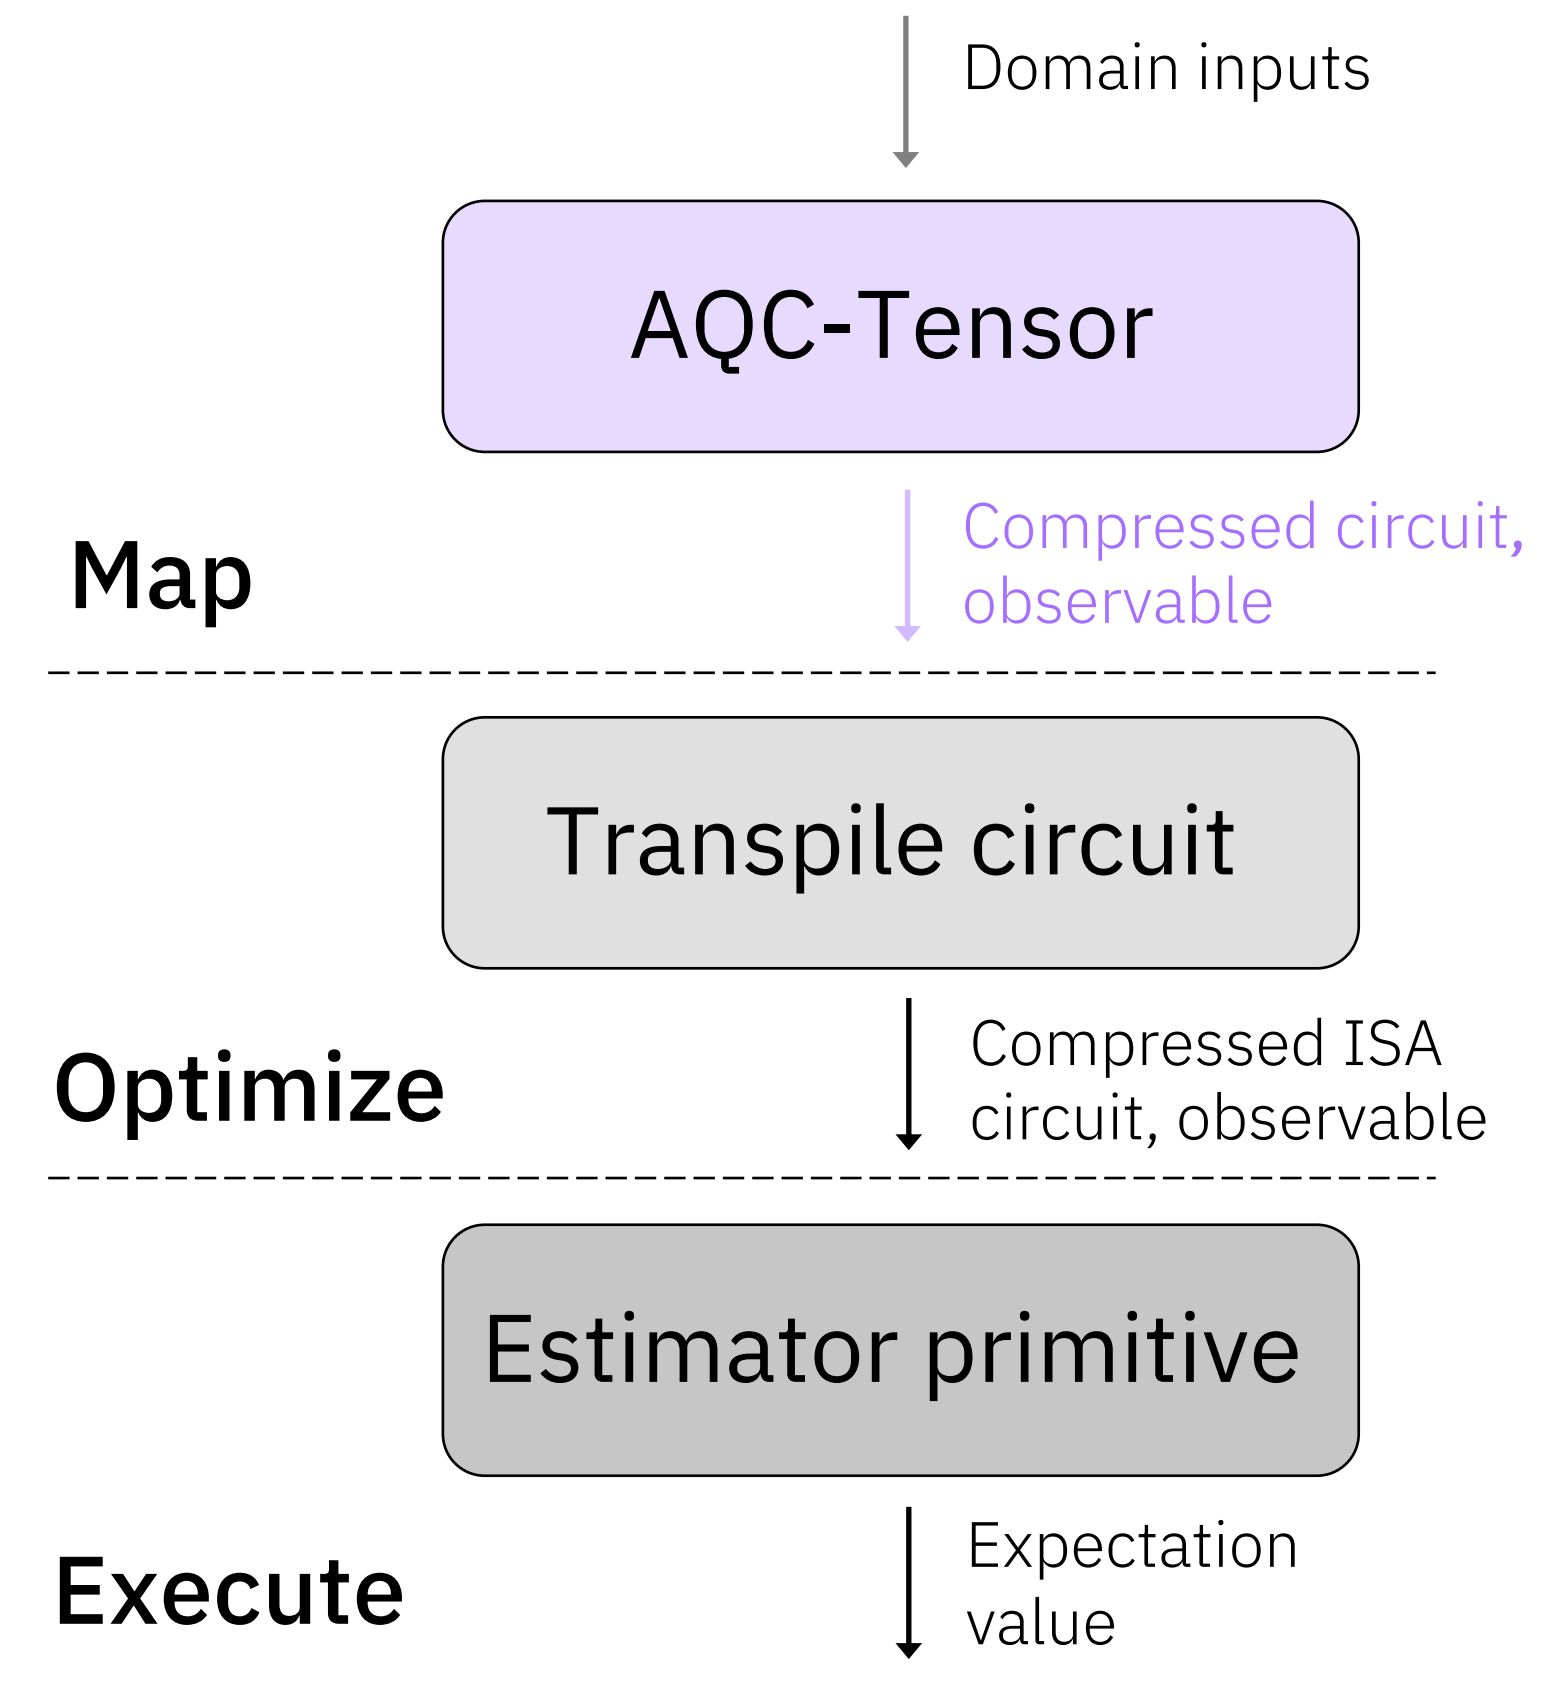 Domain inputs
AQC-Tensor
Map
Compressed circuit,
observable
Transpile circuit
Optimize
Compressed ISA
circuit, observable
Estimator primitive
Execute
Expectation
value